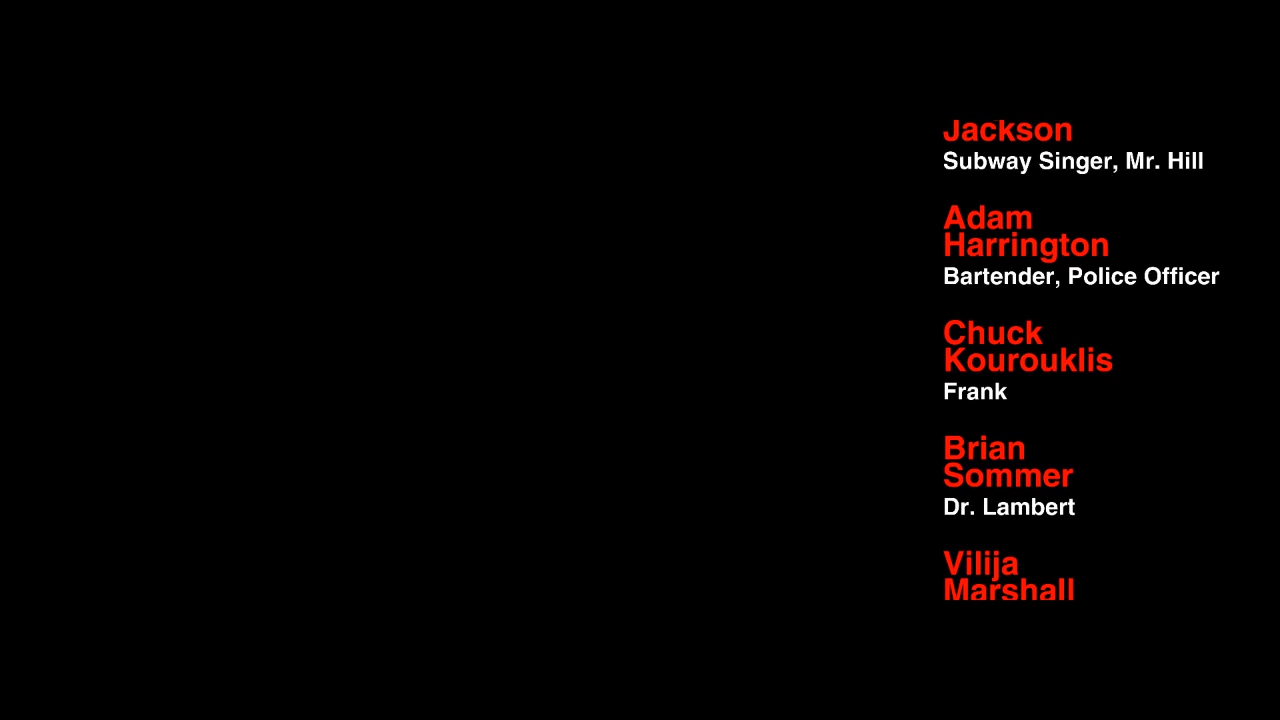 Jackson
Subway Singer, Mr. Hill
Adam
Harrington
Bartender, Police Officer
Chuck
Kourouklis
Frank
Brian
Sommer
Dr. Lambert
Vilija
Marshall